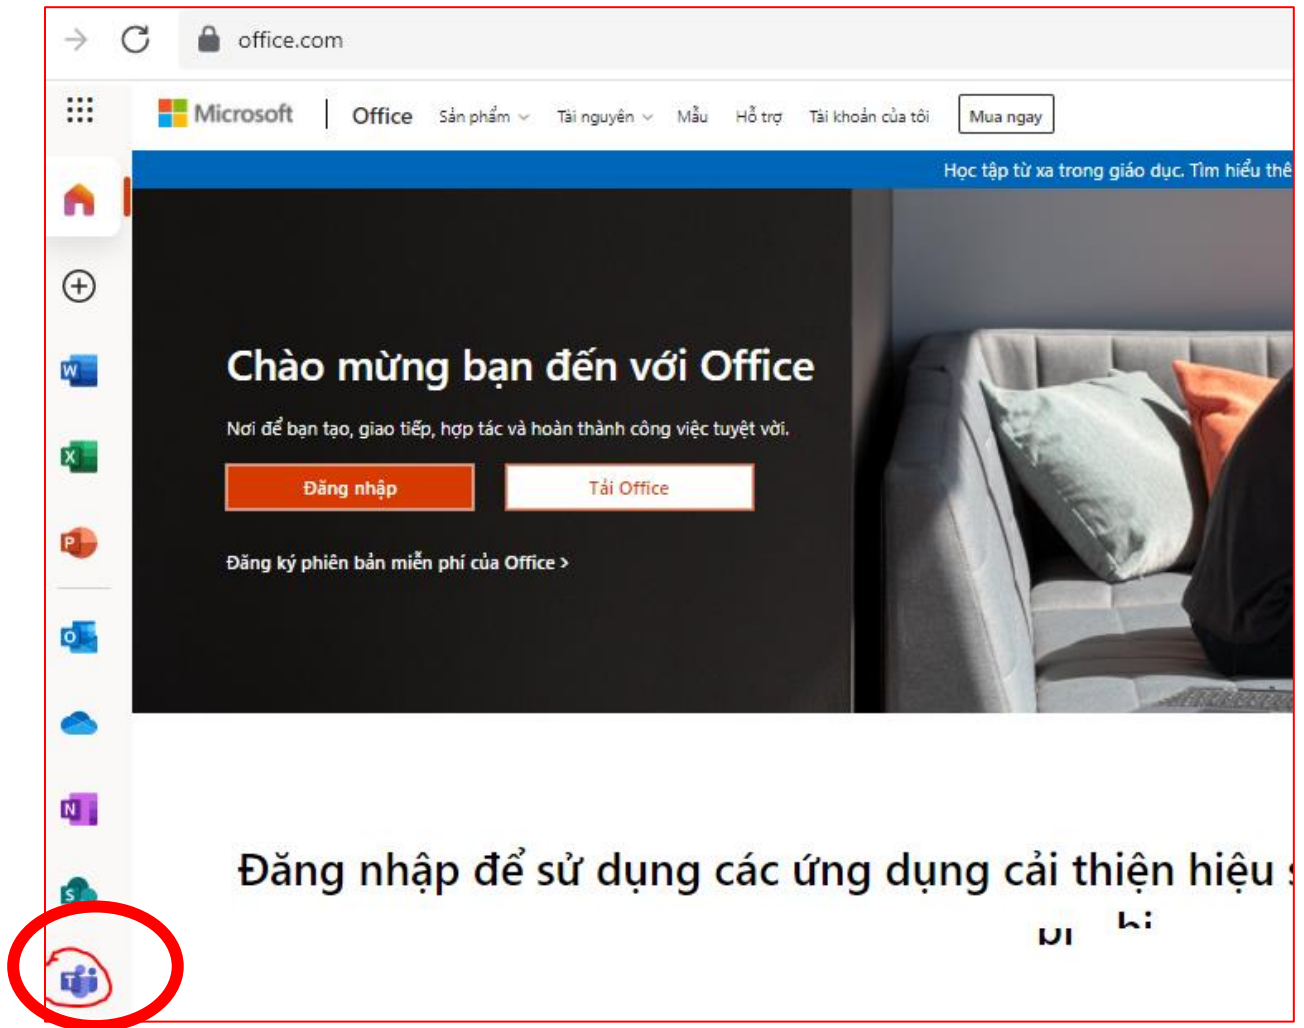 office.com
Microsoft | Office Sản phẩm Tài nguyên Mẫu Hỗ trợ Tài khoản của tôi Mua ngay
Học tập từ xa trong giáo dục. Tìm hiểu thê
Chào mừng bạn đến với Office
Nơi để bạn tạo, giao tiếp, hợp tác và hoàn thành công việc tuyệt vời.
Đăng nhập Tải Office
Đăng ký phiên bản miễn phí của Office >
W
X
P
O
N
S
T
Đăng nhập để sử dụng các ứng dụng cải thiện hiệu